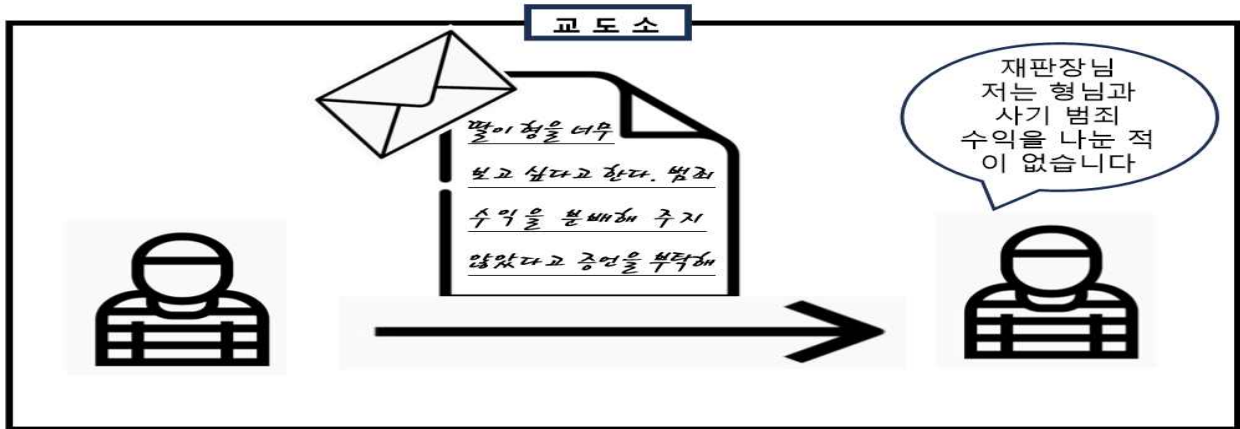 교 도 소
딸이 형을 너무
보고 싶다고 한다. 범죄
수익을 분배해 주지
않았다고 증언을 부탁해
재판장님
저는 형님과
사기 범죄
수익을 나눈 적
이 없습니다